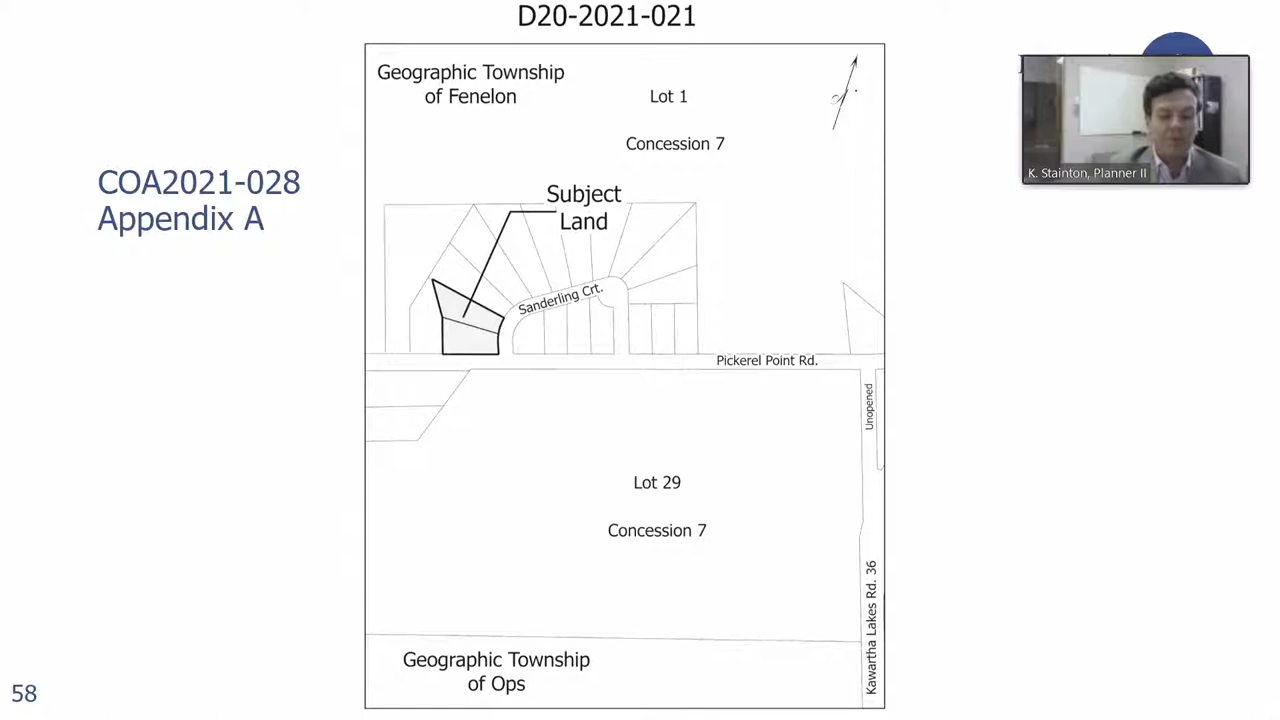 D20-2021-021
Geographic Township
of Fenelon
Lot 1
Concession 7
K. Stainton, Planner II
COA2021-028
Appendix A
Subject
Land
Sanderling Crt.
Pickerel Point Rd.
Unopened
Lot 29
Concession 7
Kawartha Lakes Rd. 36
Geographic Township
of Ops
58